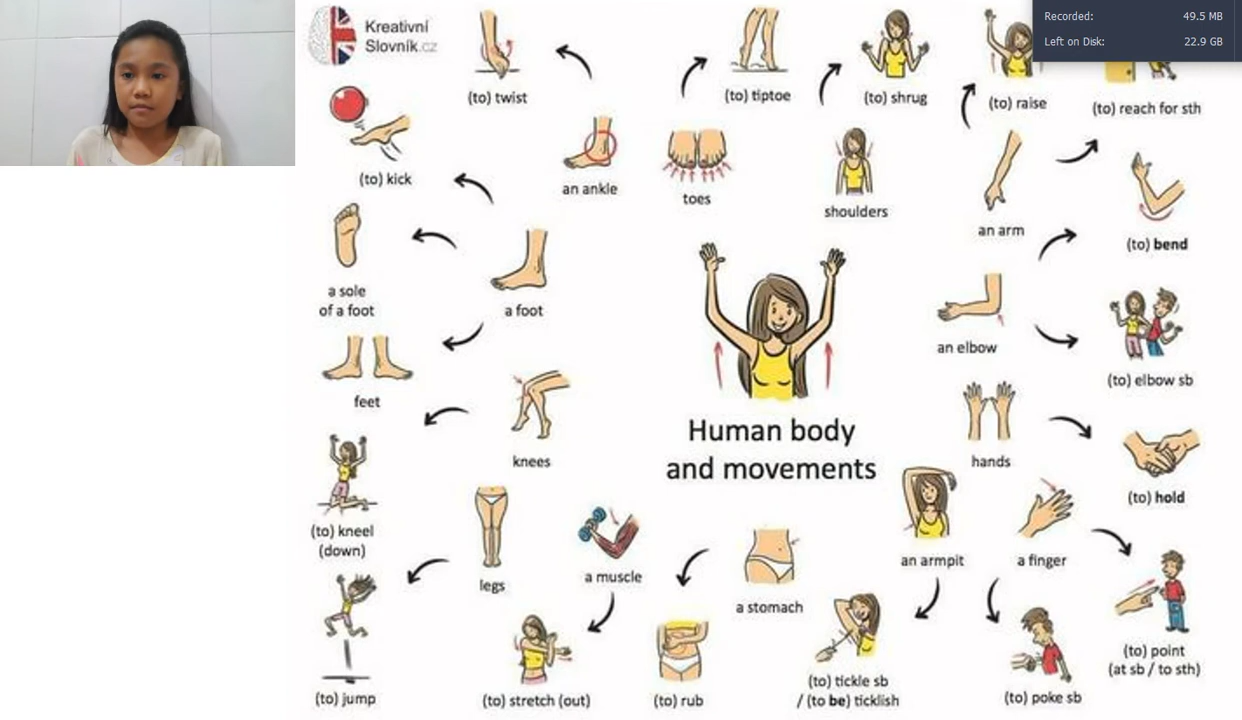 Kreativní
Slovník.cz
Recorded: 49.5 MB
Left on Disk: 22.9 GB
(to) twist
(to) tiptoe
(to) shrug
(to) raise
(to) reach for sth
(to) kick
an ankle
toes
shoulders
an arm
(to) bend
a sole
of a foot
a foot
an elbow
(to) elbow sb
feet
knees
Human body
and movements
hands
(to) hold
(to) kneel
(down)
legs
a muscle
a stomach
an armpit
a finger
(to) point
(at sb / to sth)
(to) jump
(to) stretch (out)
(to) rub
(to) tickle sb
/ (to be) ticklish
(to) poke sb